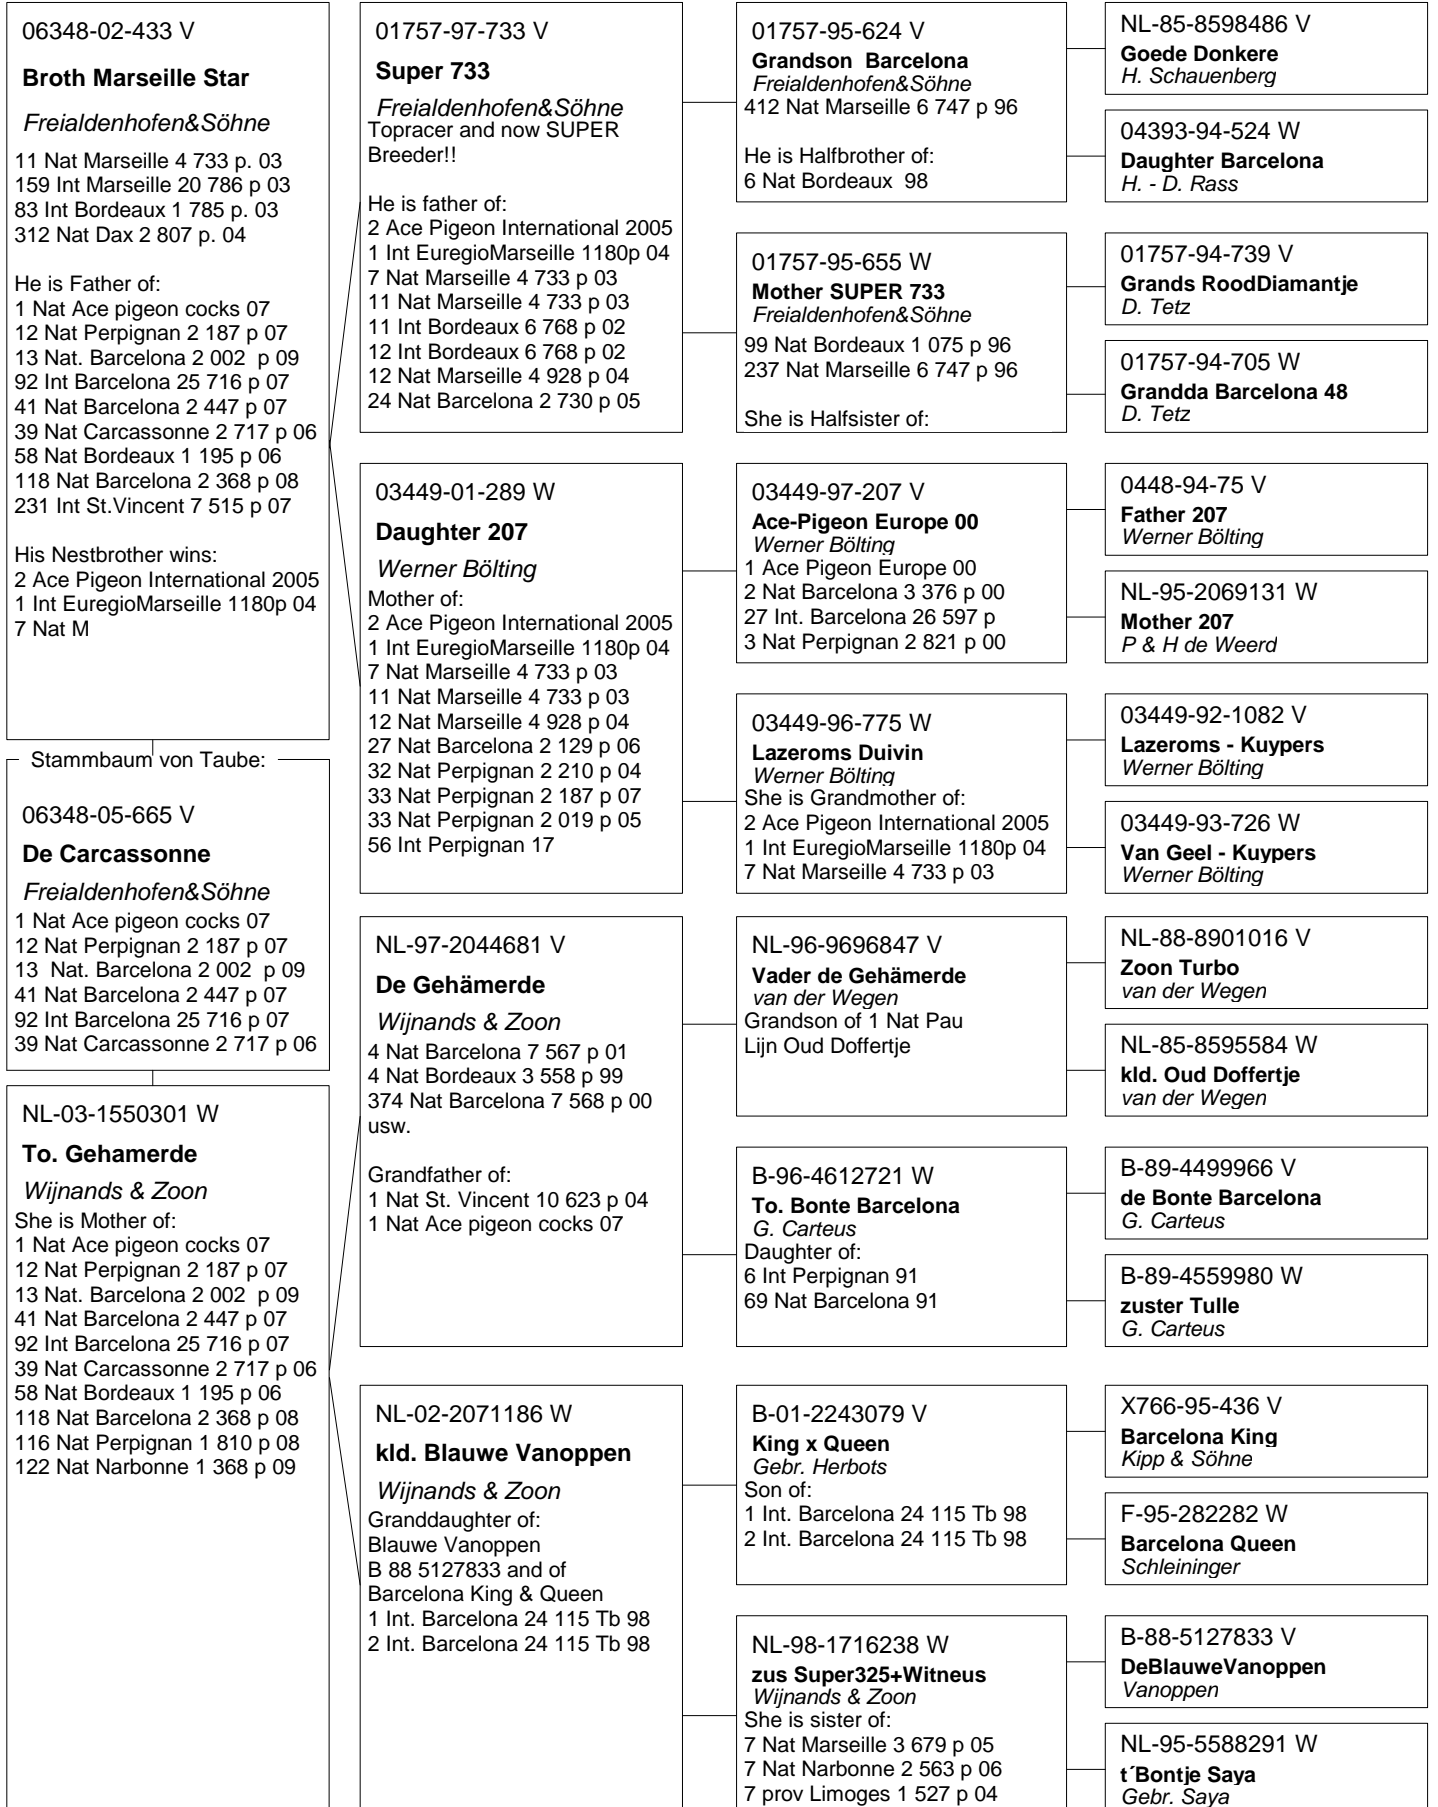 06348-02-433 V
Broth Marseille Star
Freialdenhofen&Söhne
11 Nat Marseille 4 733 p. 03
159 Int Marseille 20 786 p 03
83 Int Bordeaux 1 785 p. 03
312 Nat Dax 2 807 p. 04
He is Father of:
1 Nat Ace pigeon cocks 07
12 Nat Perpignan 2 187 p 07
13 Nat. Barcelona 2 002  p 09
92 Int Barcelona 25 716 p 07
41 Nat Barcelona 2 447 p 07
39 Nat Carcassonne 2 717 p 06
58 Nat Bordeaux 1 195 p 06
118 Nat Barcelona 2 368 p 08
231 Int St.Vincent 7 515 p 07
His Nestbrother wins:
2 Ace Pigeon International 2005
1 Int EuregioMarseille 1180p 04
7 Nat M
Stammbaum von Taube:
06348-05-665 V
De Carcassonne
Freialdenhofen&Söhne
1 Nat Ace pigeon cocks 07
12 Nat Perpignan 2 187 p 07
13  Nat. Barcelona 2 002  p 09
41 Nat Barcelona 2 447 p 07
92 Int Barcelona 25 716 p 07
39 Nat Carcassonne 2 717 p 06
NL-03-1550301 W
To. Gehamerde
Wijnands & Zoon
She is Mother of:
1 Nat Ace pigeon cocks 07
12 Nat Perpignan 2 187 p 07
13 Nat. Barcelona 2 002  p 09
41 Nat Barcelona 2 447 p 07
92 Int Barcelona 25 716 p 07
39 Nat Carcassonne 2 717 p 06
58 Nat Bordeaux 1 195 p 06
118 Nat Barcelona 2 368 p 08
116 Nat Perpignan 1 810 p 08
122 Nat Narbonne 1 368 p 09
01757-97-733 V
Super 733
Freialdenhofen&Söhne
Topracer and now SUPER
Breeder!!
He is father of:
2 Ace Pigeon International 2005
1 Int EuregioMarseille 1180p 04
7 Nat Marseille 4 733 p 03
11 Nat Marseille 4 733 p 03
11 Int Bordeaux 6 768 p 02
12 Int Bordeaux 6 768 p 02
12 Nat Marseille 4 928 p 04
24 Nat Barcelona 2 730 p 05
03449-01-289 W
Daughter 207
Werner Bölting
Mother of:
2 Ace Pigeon International 2005
1 Int EuregioMarseille 1180p 04
7 Nat Marseille 4 733 p 03
11 Nat Marseille 4 733 p 03
12 Nat Marseille 4 928 p 04
27 Nat Barcelona 2 129 p 06
32 Nat Perpignan 2 210 p 04
33 Nat Perpignan 2 187 p 07
33 Nat Perpignan 2 019 p 05
56 Int Perpignan 17
NL-97-2044681 V
De Gehämerde
Wijnands & Zoon
4 Nat Barcelona 7 567 p 01
4 Nat Bordeaux 3 558 p 99
374 Nat Barcelona 7 568 p 00
usw.
Grandfather of:
1 Nat St. Vincent 10 623 p 04
1 Nat Ace pigeon cocks 07
NL-02-2071186 W
kld. Blauwe Vanoppen
Wijnands & Zoon
Granddaughter of:
Blauwe Vanoppen
B 88 5127833 and of
Barcelona King & Queen
1 Int. Barcelona 24 115 Tb 98
2 Int. Barcelona 24 115 Tb 98
01757-95-624 V
Grandson  Barcelona
Freialdenhofen&Söhne
412 Nat Marseille 6 747 p 96
He is Halfbrother of:
6 Nat Bordeaux  98
01757-95-655 W
Mother SUPER 733
Freialdenhofen&Söhne
99 Nat Bordeaux 1 075 p 96
237 Nat Marseille 6 747 p 96
She is Halfsister of:
03449-97-207 V
Ace-Pigeon Europe 00
Werner Bölting
1 Ace Pigeon Europe 00
2 Nat Barcelona 3 376 p 00
27 Int. Barcelona 26 597 p
3 Nat Perpignan 2 821 p 00
03449-96-775 W
Lazeroms Duivin
Werner Bölting
She is Grandmother of:
2 Ace Pigeon International 2005
1 Int EuregioMarseille 1180p 04
7 Nat Marseille 4 733 p 03
NL-96-9696847 V
Vader de Gehämerde
van der Wegen
Grandson of 1 Nat Pau
Lijn Oud Doffertje
B-96-4612721 W
To. Bonte Barcelona
G. Carteus
Daughter of:
6 Int Perpignan 91
69 Nat Barcelona 91
B-01-2243079 V
King x Queen
Gebr. Herbots
Son of:
1 Int. Barcelona 24 115 Tb 98
2 Int. Barcelona 24 115 Tb 98
NL-98-1716238 W
zus Super325+Witneus
Wijnands & Zoon
She is sister of:
7 Nat Marseille 3 679 p 05
7 Nat Narbonne 2 563 p 06
7 prov Limoges 1 527 p 04
NL-85-8598486 V
Goede Donkere
H. Schauenberg
04393-94-524 W
Daughter Barcelona
H. - D. Rass
01757-94-739 V
Grands RoodDiamantje
D. Tetz
01757-94-705 W
Grandda Barcelona 48
D. Tetz
0448-94-75 V
Father 207
Werner Bölting
NL-95-2069131 W
Mother 207
P & H de Weerd
03449-92-1082 V
Lazeroms - Kuypers
Werner Bölting
03449-93-726 W
Van Geel - Kuypers
Werner Bölting
NL-88-8901016 V
Zoon Turbo
van der Wegen
NL-85-8595584 W
kld. Oud Doffertje
van der Wegen
B-89-4499966 V
de Bonte Barcelona
G. Carteus
B-89-4559980 W
zuster Tulle
G. Carteus
X766-95-436 V
Barcelona King
Kipp & Söhne
F-95-282282 W
Barcelona Queen
Schleininger
B-88-5127833 V
DeBlauweVanoppen
Vanoppen
NL-95-5588291 W
t´Bontje Saya
Gebr. Saya